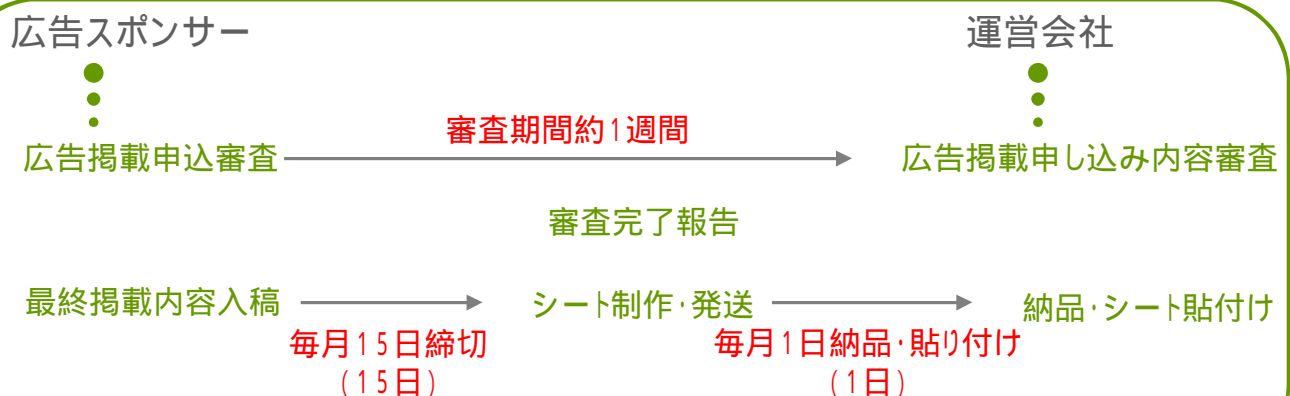 広告スポンサー
運営会社
審査期間約1週間
広告掲載申込審査
広告掲載申し込み内容審査
審査完了報告
最終掲載内容入稿
シート制作・発送
納品・シート貼付け
毎月15日締切
(15日)
毎月1日納品・貼り付け
(1日)